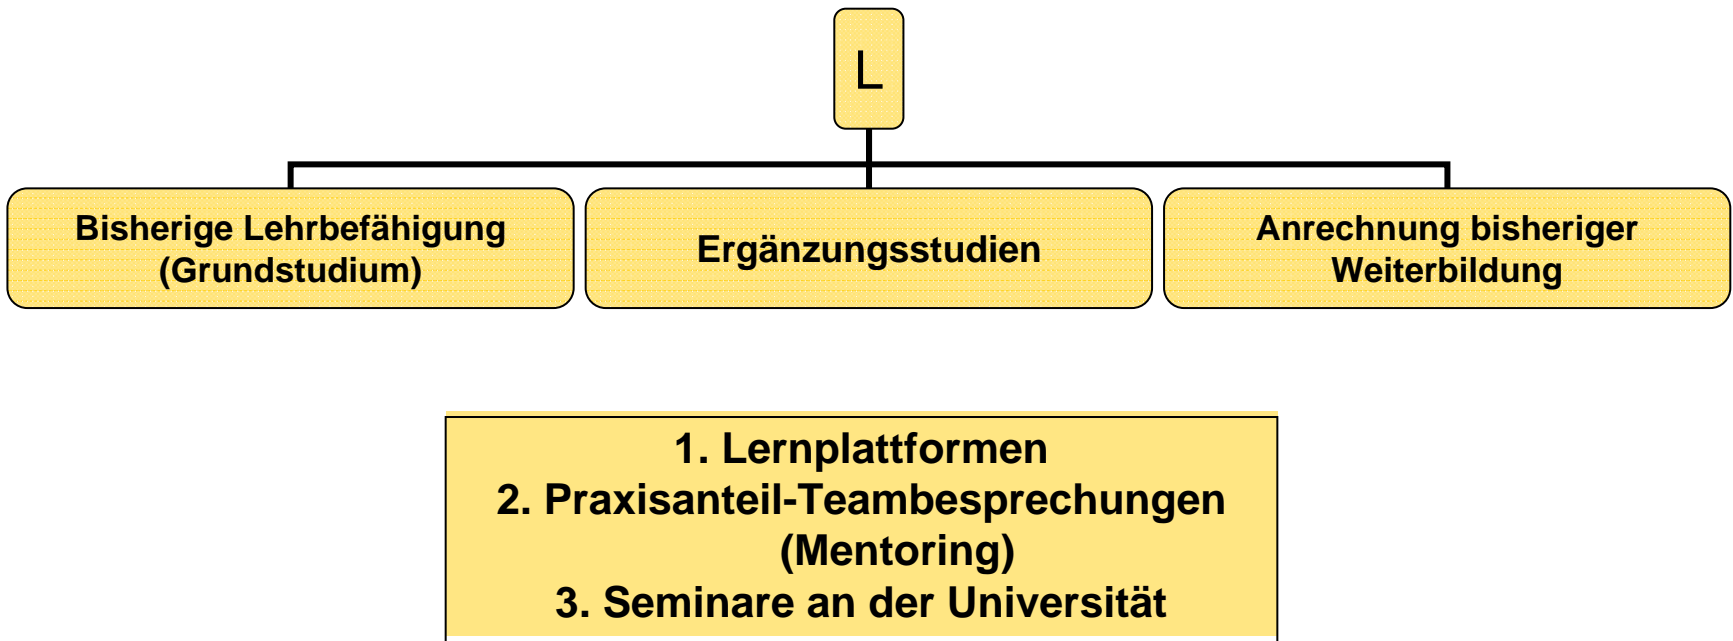 L
Bisherige Lehrbefähigung
(Grundstudium)
Ergänzungsstudien
Anrechnung bisheriger
Weiterbildung
1. Lernplattformen
2. Praxisanteil-Teambesprechungen
(Mentoring)
3. Seminare an der Universität